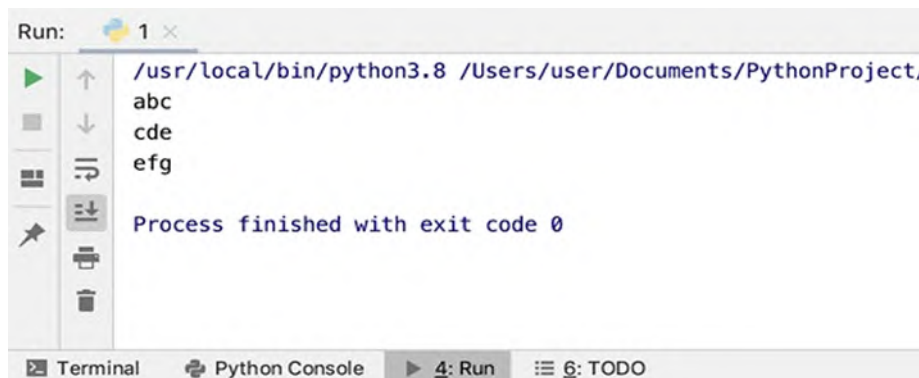 Run: 1
/usr/local/bin/python3.8 /Users/user/Documents/PythonProject/
abc
cde
efg
Process finished with exit code 0
Terminal Python Console 4: Run 6: TODO